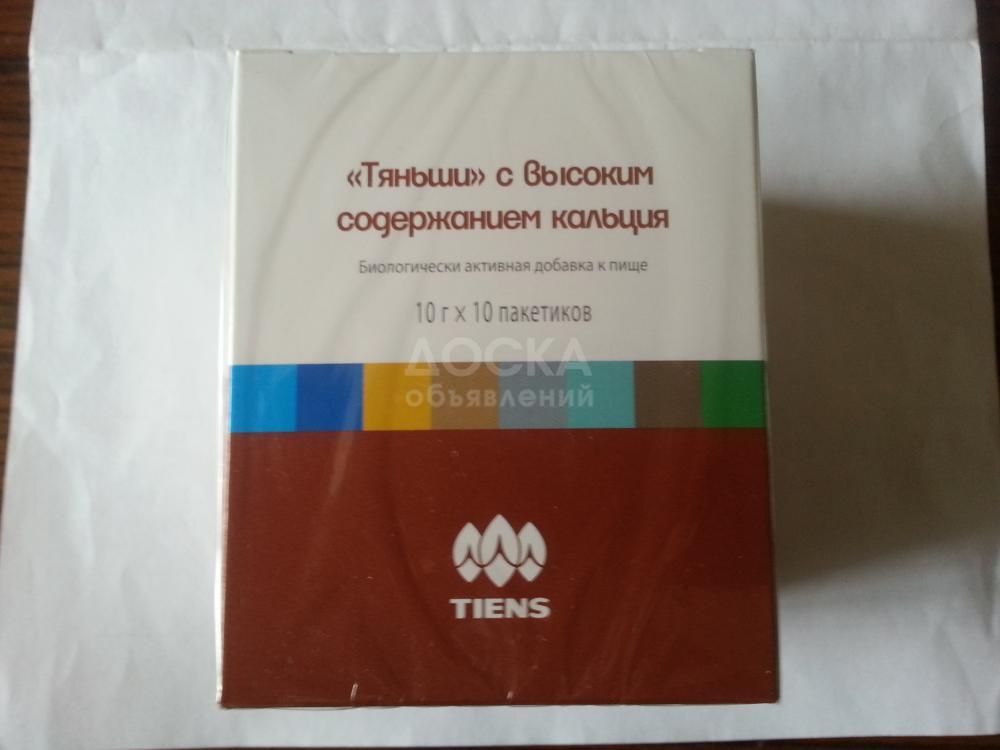 «Тяньши» с высоким
содержанием кальция
Биологически активная добавка к пище
10 г х 10 пакетиков
ДОСКА
объявлений
TIENS